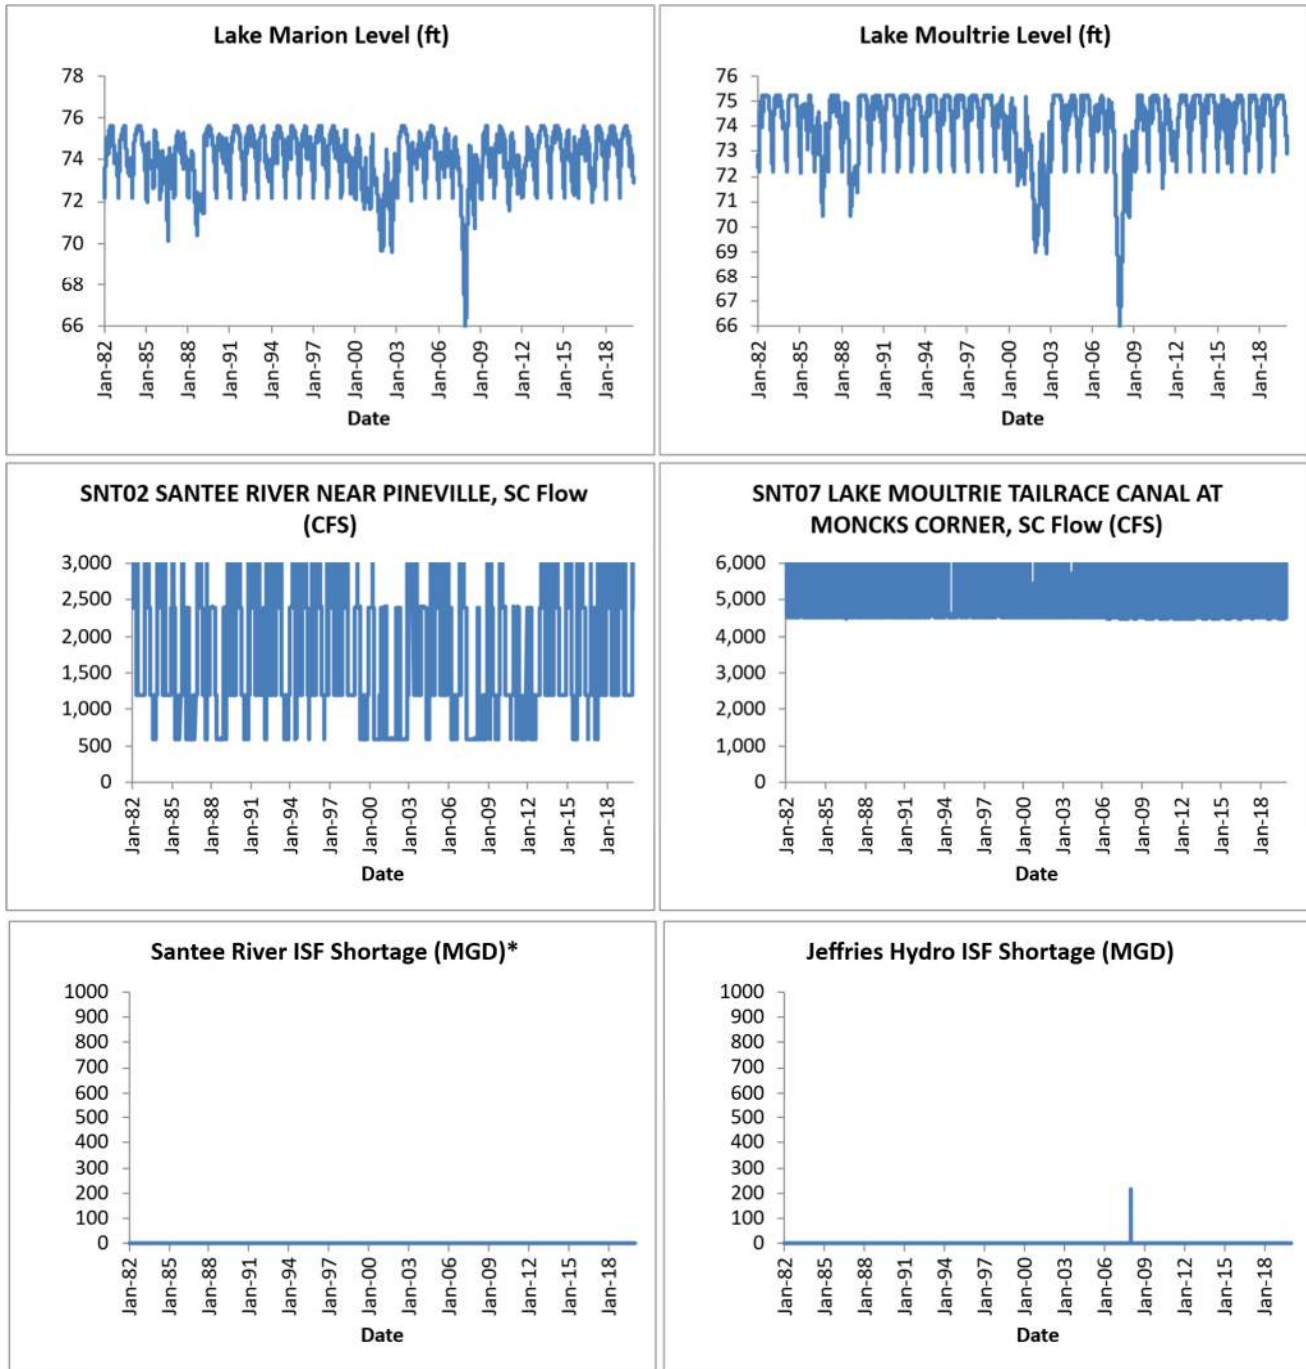 Lake Marion Level (ft)
78
76
74
72
70
68
66
Jan-82
Jan-85
Jan-88
Jan-91
Jan-94
Jan-97
Jan-00
Jan-03
Jan-06
Jan-09
Jan-12
Jan-15
Jan-18
Date
Lake Moultrie Level (ft)
76
75
74
73
72
71
70
69
68
67
66
Jan-82
Jan-85
Jan-88
Jan-91
Jan-94
Jan-97
Jan-00
Jan-03
Jan-06
Jan-09
Jan-12
Jan-15
Jan-18
Date
SNT02 SANTEE RIVER NEAR PINEVILLE, SC Flow
(CFS)
3,000
2,500
2,000
1,500
1,000
500
0
Jan-82
Jan-85
Jan-88
Jan-91
Jan-94
Jan-97
Jan-00
Jan-03
Jan-06
Jan-09
Jan-12
Jan-15
Jan-18
Date
SNT07 LAKE MOULTRIE TAILRACE CANAL AT
MONCKS CORNER, SC Flow (CFS)
6,000
5,000
4,000
3,000
2,000
1,000
0
Jan-82
Jan-85
Jan-88
Jan-91
Jan-94
Jan-97
Jan-00
Jan-03
Jan-06
Jan-09
Jan-12
Jan-15
Jan-18
Date
Santee River ISF Shortage (MGD)*
1000
900
800
700
600
500
400
300
200
100
0
Jan-82
Jan-85
Jan-88
Jan-91
Jan-94
Jan-97
Jan-00
Jan-03
Jan-06
Jan-09
Jan-12
Jan-15
Jan-18
Date
Jeffries Hydro ISF Shortage (MGD)
1000
900
800
700
600
500
400
300
200
100
0
Jan-82
Jan-85
Jan-88
Jan-91
Jan-94
Jan-97
Jan-00
Jan-03
Jan-06
Jan-09
Jan-12
Jan-15
Jan-18
Date